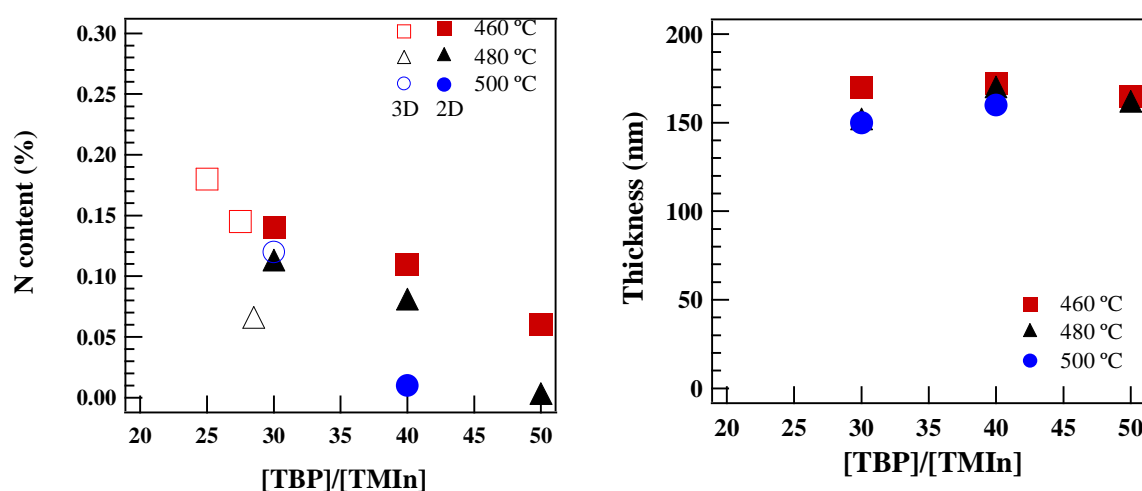 0.30
0.25
0.20
0.15
0.10
0.05
0.00
N content (%)
460 ºC
480 ºC
500 ºC
3D 2D
20 25 30 35 40 45 50
[TBP]/[TMIn]
200
150
100
50
0
Thickness (nm)
460 ºC
480 ºC
500 ºC
20 25 30 35 40 45 50
[TBP]/[TMIn]